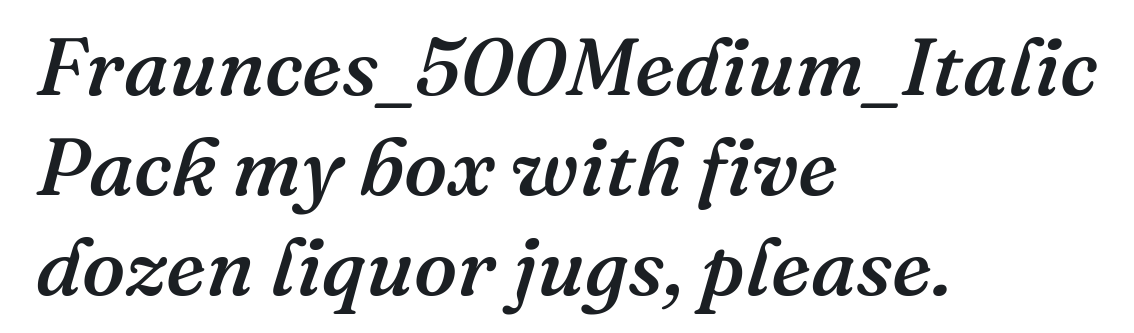 Fraunces_500Medium_Italic
Pack my box with five
dozen liquor jugs, please.